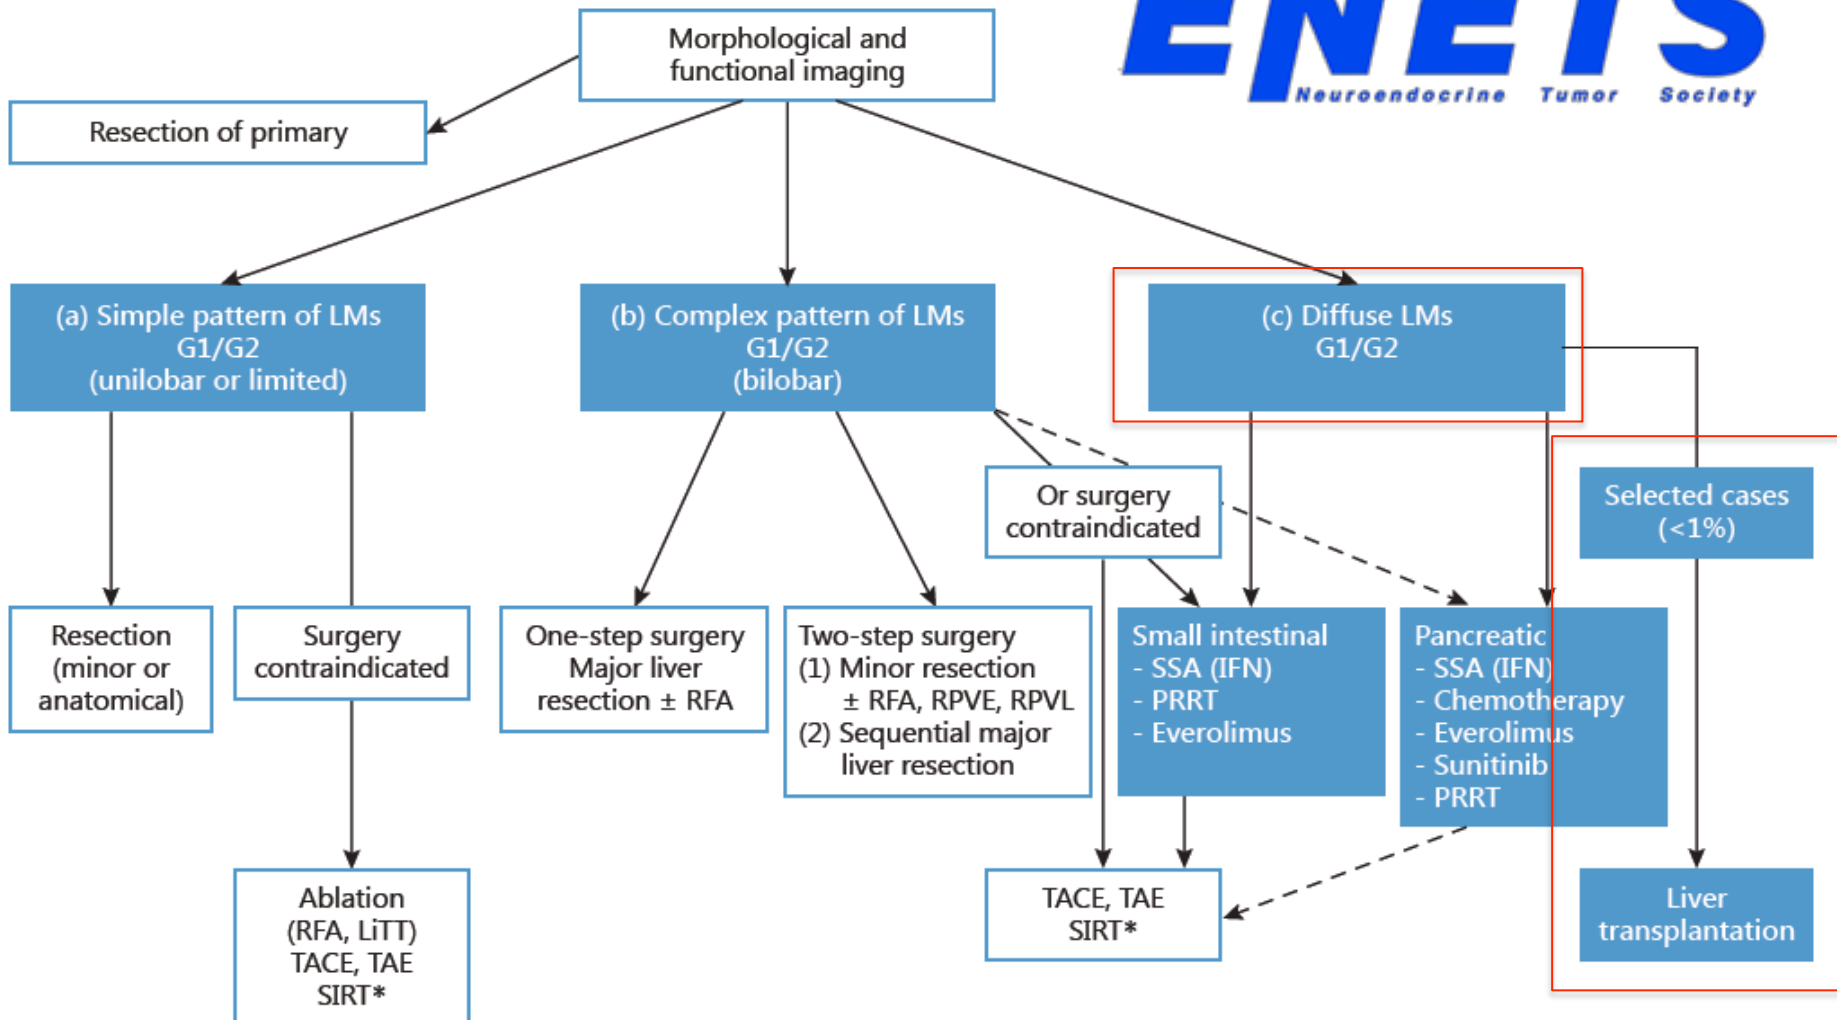 ENETS
Neuroendocrine Tumor Society
Morphological and
functional imaging
Resection of primary
(a) Simple pattern of LMs
G1/G2
(unilobar or limited)
(b) Complex pattern of LMs
G1/G2
(bilobar)
(c) Diffuse LMs
G1/G2
Or surgery
contraindicated
Selected cases
(<1%)
Resection
(minor or
anatomical)
Surgery
contraindicated
One-step surgery
Major liver
resection ± RFA
Two-step surgery
(1) Minor resection
± RFA, RPVE, RPVL
(2) Sequential major
liver resection
Small intestinal
- SSA (IFN)
- PRRT
- Everolimus
Pancreatic
- SSA (IFN)
- Chemotherapy
- Everolimus
- Sunitinib
- PRRT
Ablation
(RFA, LiTT)
TACE, TAE
SIRT*
TACE, TAE
SIRT*
Liver
transplantation